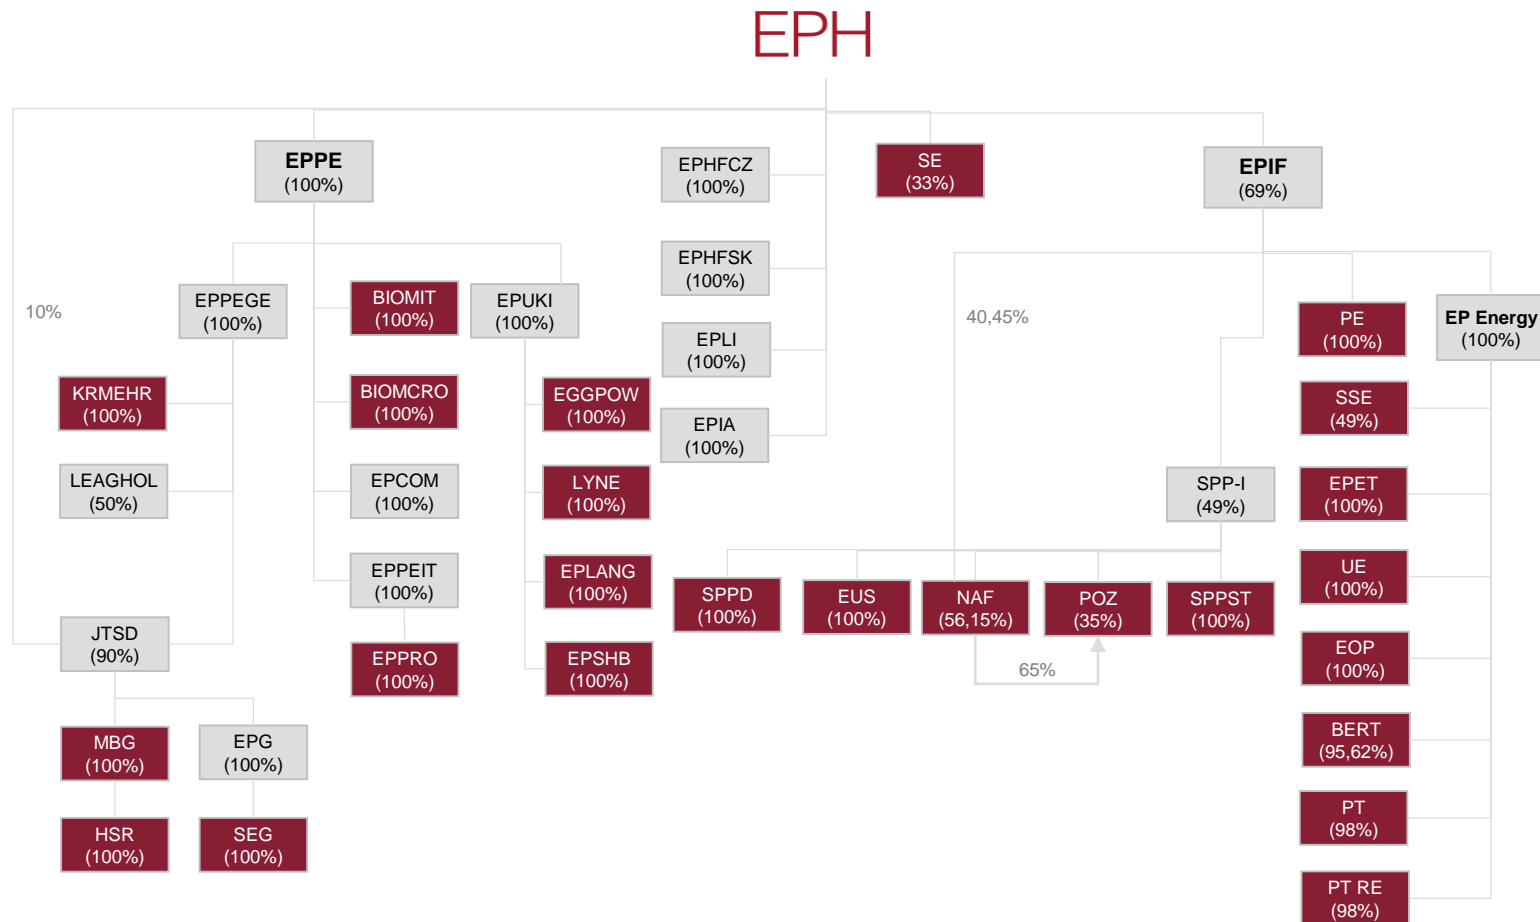 EPH
EPPE
(100%)
EPHFCZ
(100%)
SE
(33%)
EPIF
(69%)
EPHFSK
(100%)
10%
EPPEGE
(100%)
BIOMIT
(100%)
EPUKI
(100%)
EPLI
(100%)
40,45%
PE
(100%)
EP Energy
(100%)
KRMEHR
(100%)
BIOMCRO
(100%)
EGGPOW
(100%)
EPIA
(100%)
SSE
(49%)
LEAGHOL
(50%)
EPCOM
(100%)
LYNE
(100%)
SPP-I
(49%)
EPET
(100%)
EPPEIT
(100%)
EPLANG
(100%)
SPPD
(100%)
EUS
(100%)
NAF
(56,15%)
POZ
(35%)
SPPST
(100%)
UE
(100%)
JTSD
(90%)
EPPRO
(100%)
EPSHB
(100%)
65%
EOP
(100%)
MBG
(100%)
EPG
(100%)
BERT
(95,62%)
HSR
(100%)
SEG
(100%)
PT
(98%)
PT RE
(98%)